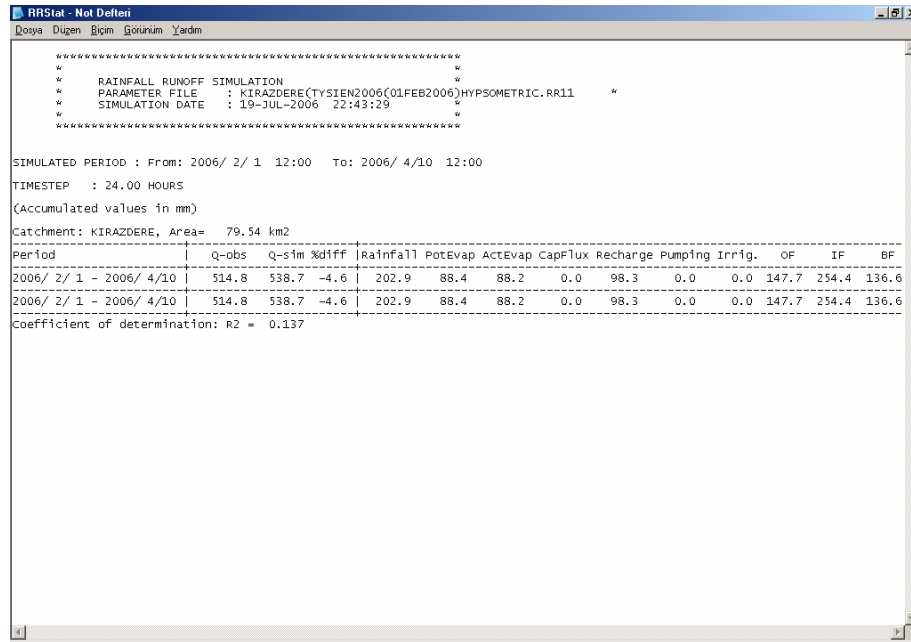 RRStat - Not Defteri
Dosya Düzen Biçim Görünüm Yardım
*********************************************************
* *
* RAINFALL RUNOFF SIMULATION *
* PARAMETER FILE : KIRAZDERE(TYSIEN2006(01FEB2006)HYPSOMETRIC.RR11 *
* SIMULATION DATE : 19-JUL-2006 22:43:29 *
* *
*********************************************************
SIMULATED PERIOD : From: 2006/ 2/ 1 12:00 To: 2006/ 4/10 12:00
TIMESTEP : 24.00 HOURS
(Accumulated values in mm)
Catchment: KIRAZDERE, Area= 79.54 km2
Period | Q-obs Q-sim %diff |Rainfall PotEvap ActEvap CapFlux Recharge Pumping Irrig. OF IF BF
2006/ 2/ 1 - 2006/ 4/10 | 514.8 538.7 -4.6 | 202.9 88.4 88.2 0.0 98.3 0.0 0.0 147.7 254.4 136.6
2006/ 2/ 1 - 2006/ 4/10 | 514.8 538.7 -4.6 | 202.9 88.4 88.2 0.0 98.3 0.0 0.0 147.7 254.4 136.6
Coefficient of determination: R2 = 0.137